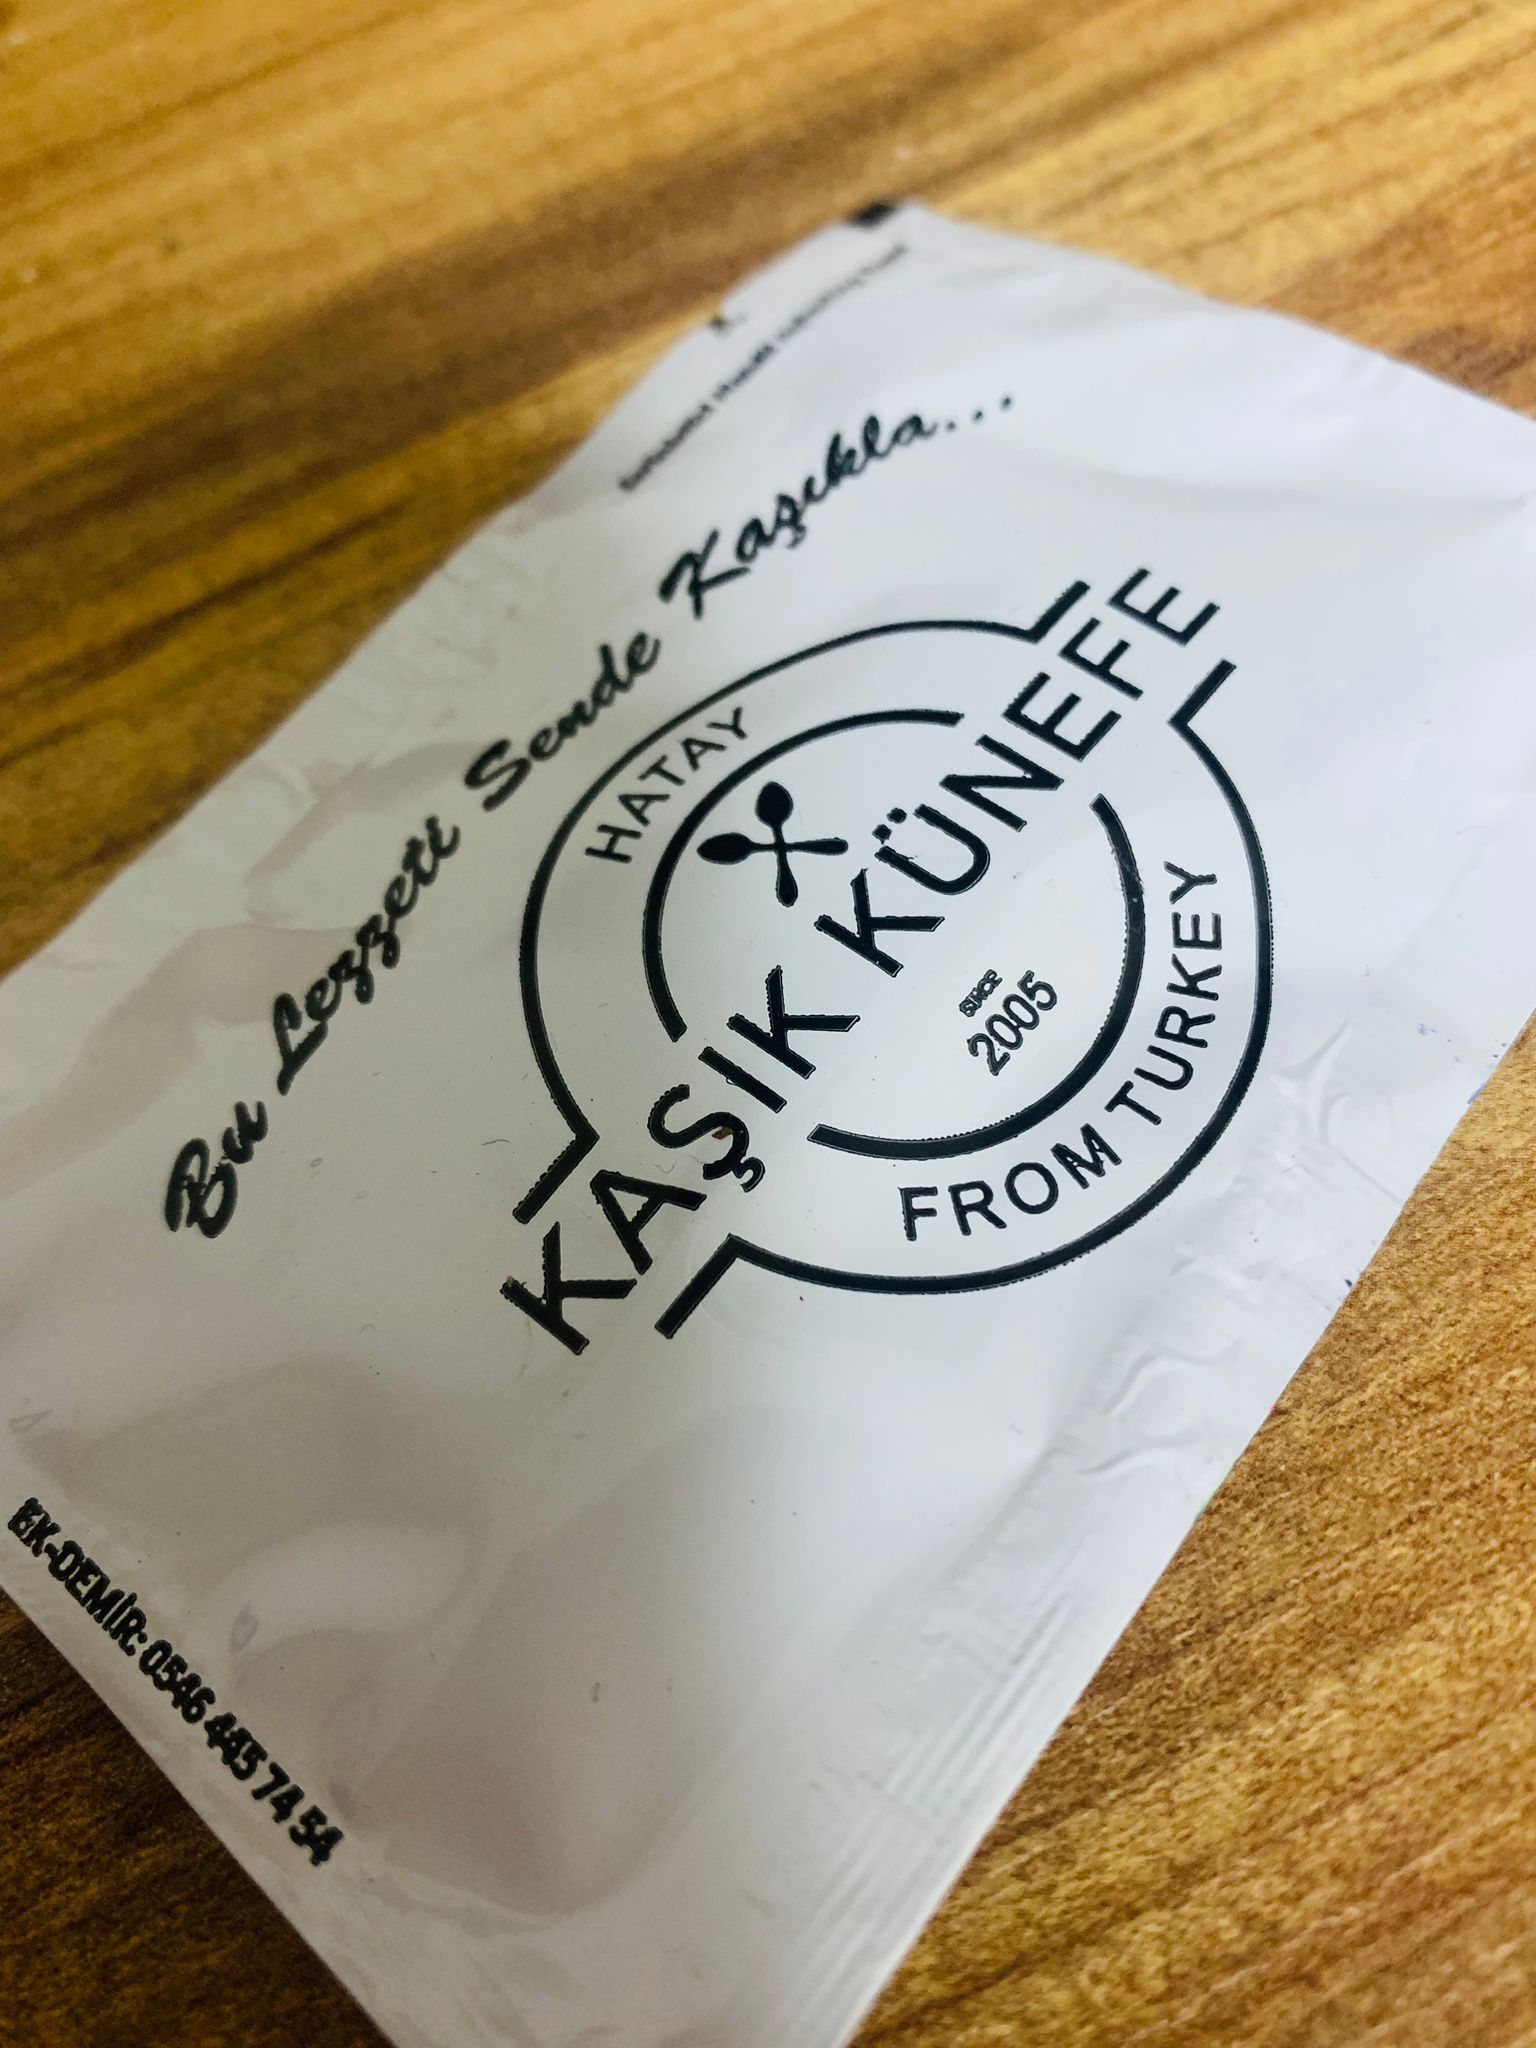 Bu Lezzeti Sende Kaşıkla...
HATAY
KAŞIK KÜNEFE
SINCE
2005
FROM TURKEY
EK-DEMİR: 0546 445 74 54